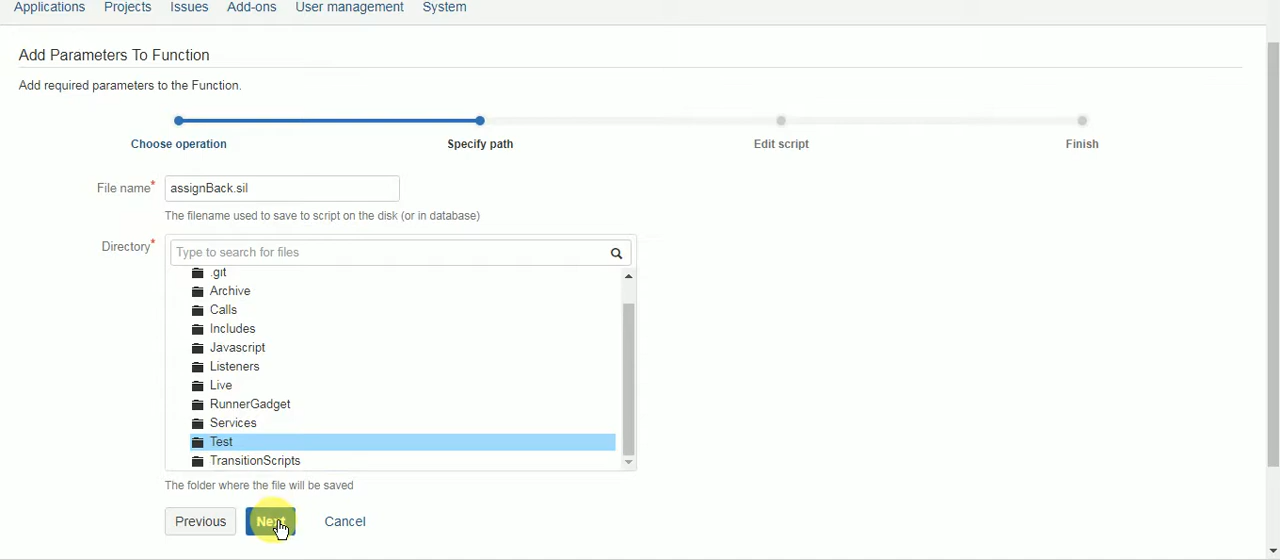 Applications Projects Issues Add-ons User management System
Add Parameters To Function
Add required parameters to the Function.
Choose operation Specify path Edit script Finish
File name* assignBack.sil
The filename used to save to script on the disk (or in database)
Directory* Type to search for files
.git
Archive
Calls
Includes
Javascript
Listeners
Live
RunnerGadget
Services
Test
TransitionScripts
The folder where the file will be saved
Previous Next Cancel